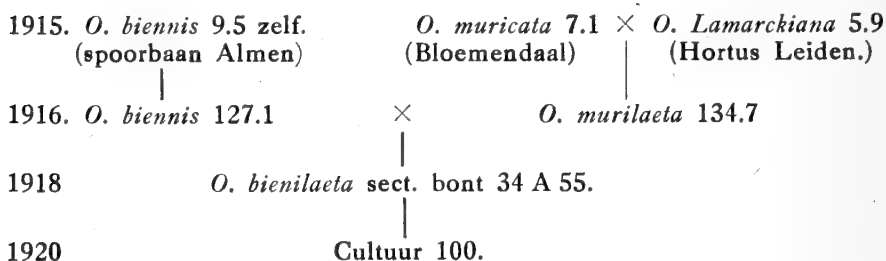 1915. O. biennis 9.5 zelf. O. muricata 7.1 × O. Lamarckiana 5.9
(spoorbaan Almen) (Bloemendaal) (Hortus Leiden.)
1916. O. biennis 127.1 × O. murilaeta 134.7
1918 O. bienilaeta sect. bont 34 A 55.
1920 Cultuur 100.